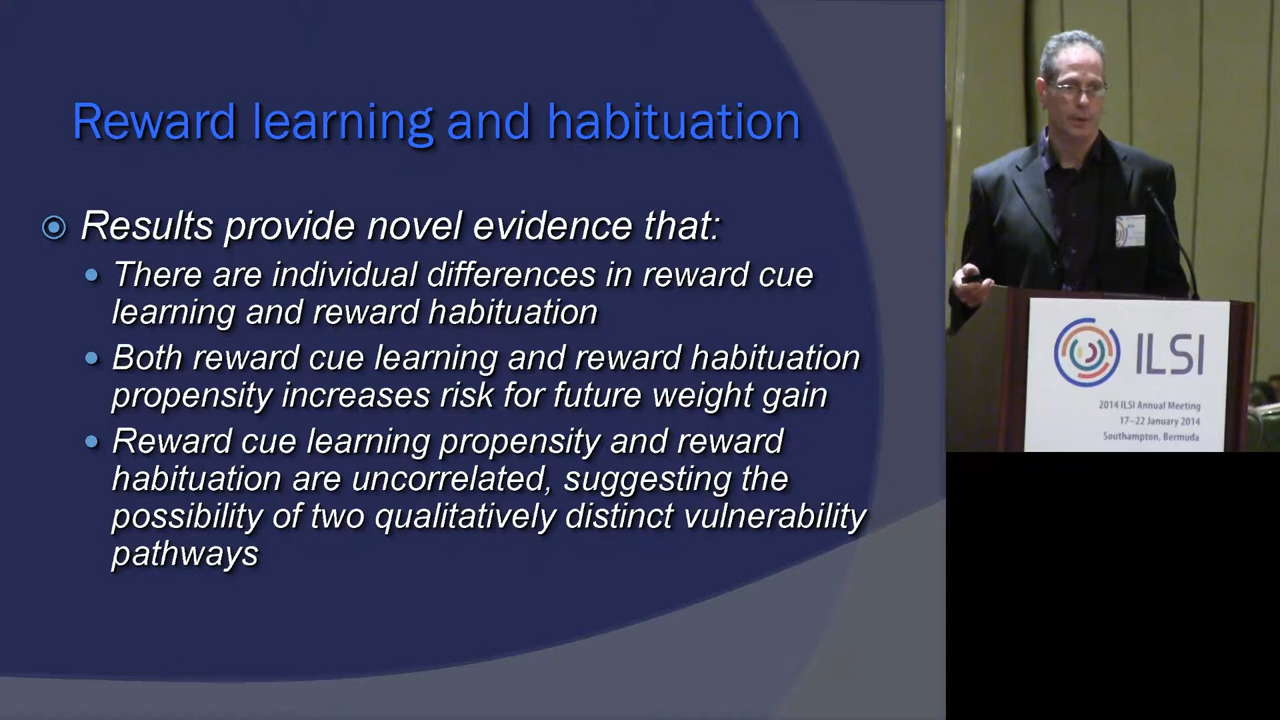 Reward learning and habituation
Results provide novel evidence that:
There are individual differences in reward cue
learning and reward habituation
Both reward cue learning and reward habituation
propensity increases risk for future weight gain
Reward cue learning propensity and reward
habituation are uncorrelated, suggesting the
possibility of two qualitatively distinct vulnerability
pathways
ILSI
2014 ILSI Annual Meeting
17–22 January 2014
Southampton, Bermuda